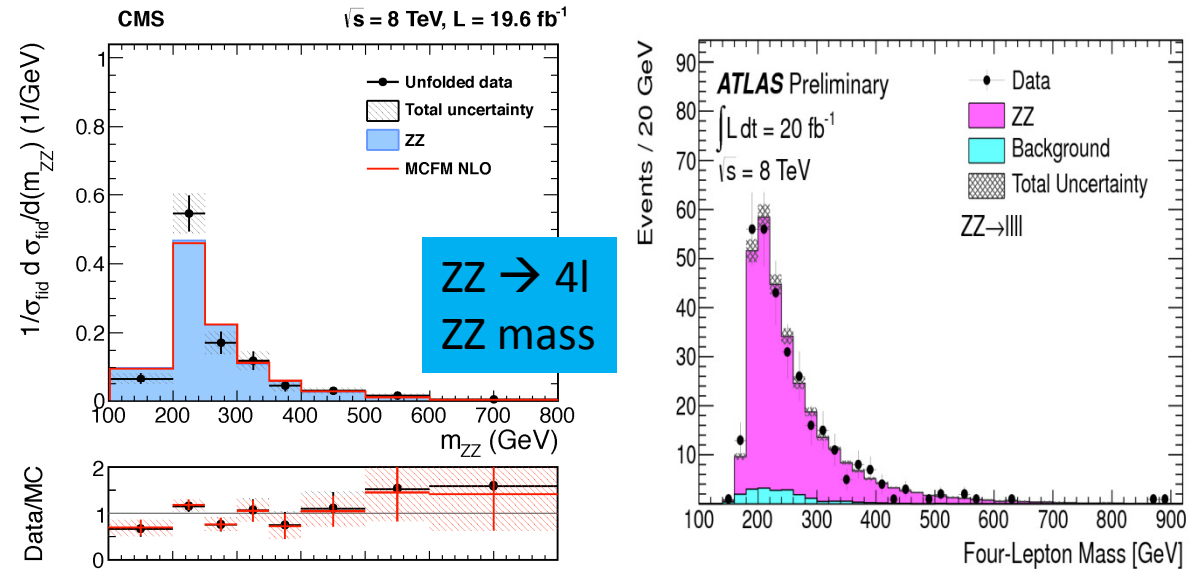 CMS
√s = 8 TeV, L = 19.6 fb-1
1/σfid d σfid/d(mZZ) (1/GeV)
1
0.8
0.6
0.4
0.2
0
Unfolded data
Total uncertainty
ZZ
MCFM NLO
100 200 300 400 500 600 700 800
mZZ (GeV)
Data/MC
2
1
0
ZZ → 4l
ZZ mass
Events / 20 GeV
90
80
70
60
50
40
30
20
10
ATLAS Preliminary
∫L dt = 20 fb-1
√s = 8 TeV
Data
ZZ
Background
Total Uncertainty
ZZ→llll
100 200 300 400 500 600 700 800 900
Four-Lepton Mass [GeV]